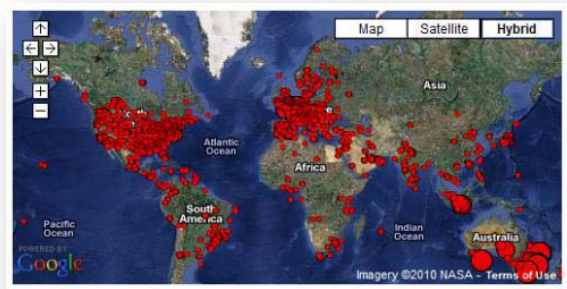 Map Satellite Hybrid
Asia
Atlantic
Ocean
Africa
South
America
Pacific
Ocean
Indian
Ocean
Australia
POWERED BY
Google
Imagery ©2010 NASA - Terms of Use